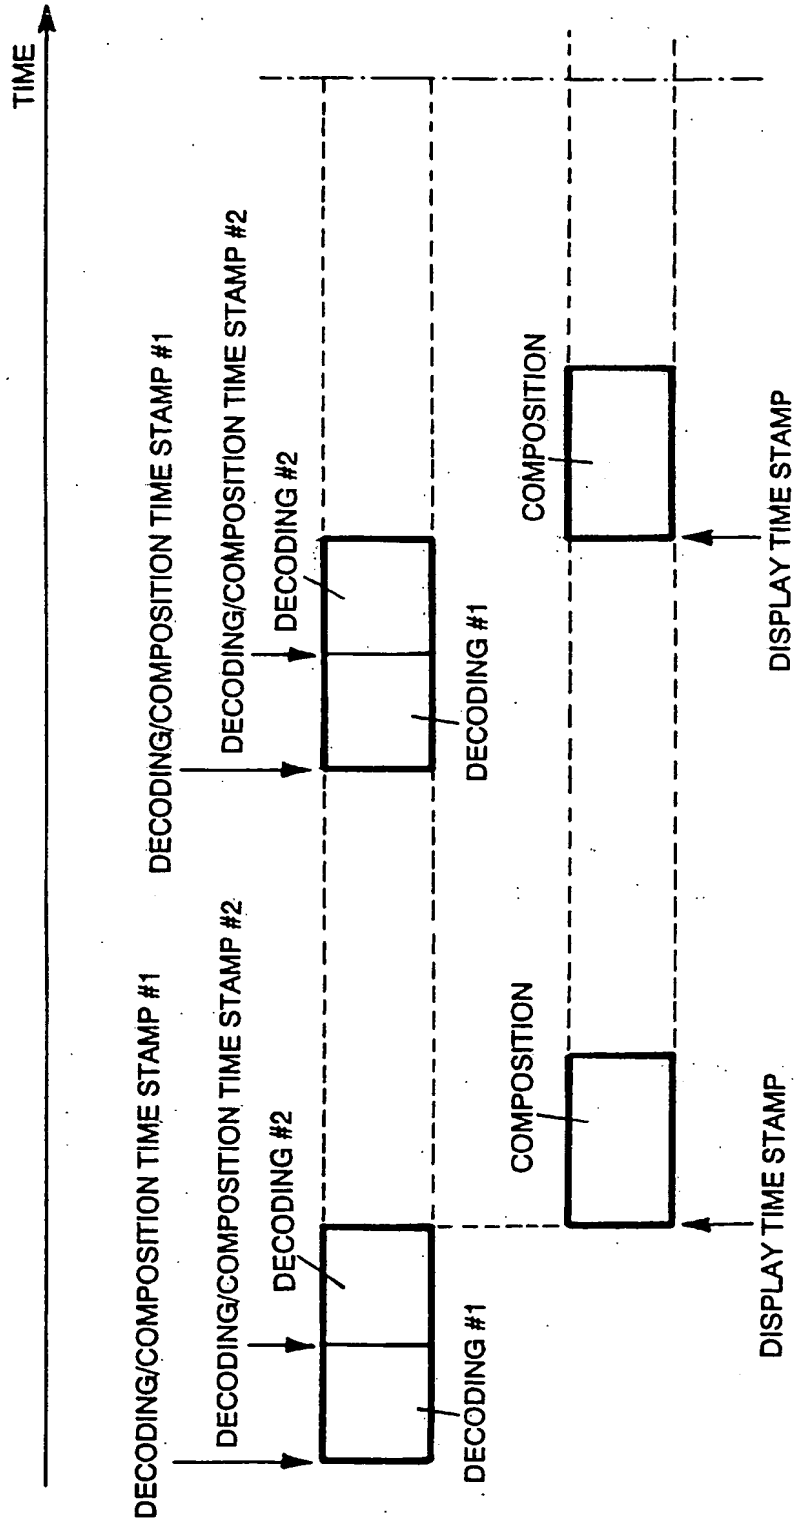 TIME
DECODING/COMPOSITION TIME STAMP #1
DECODING/COMPOSITION TIME STAMP #2
DECODING #2
DECODING #1
COMPOSITION
DISPLAY TIME STAMP
DECODING/COMPOSITION TIME STAMP #1
DECODING/COMPOSITION TIME STAMP #2
DECODING #2
DECODING #1
COMPOSITION
DISPLAY TIME STAMP